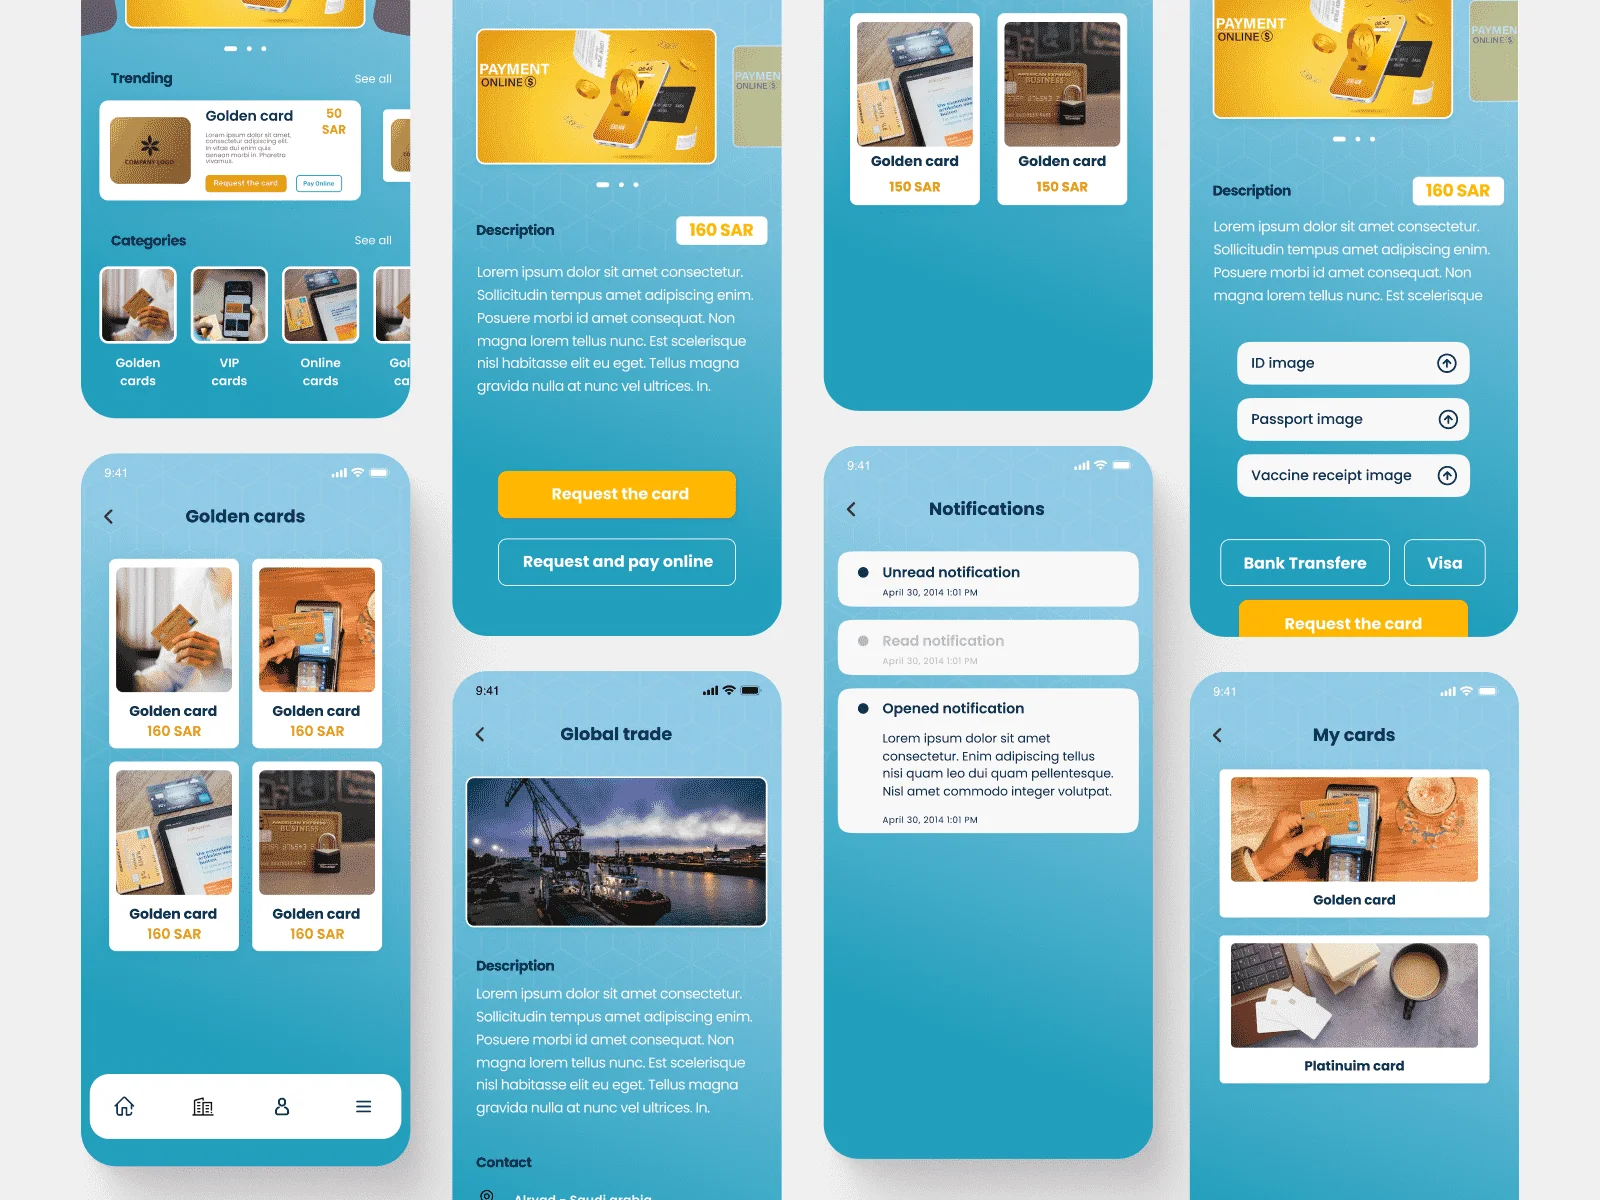 Trending
See all
Golden card
50
SAR
Lorem ipsum dolor sit amet,
consectetur adipiscing elit.
In vitae dui enim quis
aenean morbi in. Pharetra
vivamus.
COMPANY LOGO
Request the card
Pay Online
Categories
See all
Golden
cards
VIP
cards
Online
cards
Gol
ca
9:41
Golden cards
Golden card
160 SAR
Golden card
160 SAR
Golden card
160 SAR
AMERICAN EXPRESS
BUSINESS
Golden card
160 SAR
PAYMENT
ONLINE $
08:45
PAYMEN
ONLINE $
Description
160 SAR
Lorem ipsum dolor sit amet consectetur.
Sollicitudin tempus amet adipiscing enim.
Posuere morbi id amet consequat. Non
magna lorem tellus nunc. Est scelerisque
nisl habitasse elit eu eget. Tellus magna
gravida nulla at nunc vel ultrices. In.
Request the card
Request and pay online
9:41
Global trade
Description
Lorem ipsum dolor sit amet consectetur.
Sollicitudin tempus amet adipiscing enim.
Posuere morbi id amet consequat. Non
magna lorem tellus nunc. Est scelerisque
nisl habitasse elit eu eget. Tellus magna
gravida nulla at nunc vel ultrices. In.
Contact
Alryad - Saudi arabia
Golden card
150 SAR
AMERICAN EXPRESS
BUSINESS
Golden card
150 SAR
9:41
Notifications
Unread notification
April 30, 2014 1:01 PM
Read notification
April 30, 2014 1:01 PM
Opened notification
Lorem ipsum dolor sit amet
consectetur. Enim adipiscing tellus
nisi quam leo dui quam pellentesque.
Nisl amet commodo integer volutpat.
April 30, 2014 1:01 PM
PAYMENT
ONLINE $
PAYMEN
ONLINE $
Description
160 SAR
Lorem ipsum dolor sit amet consectetur.
Sollicitudin tempus amet adipiscing enim.
Posuere morbi id amet consequat. Non
magna lorem tellus nunc. Est scelerisque
ID image
Passport image
Vaccine receipt image
Bank Transfere
Visa
Request the card
9:41
My cards
Golden card
Platinuim card